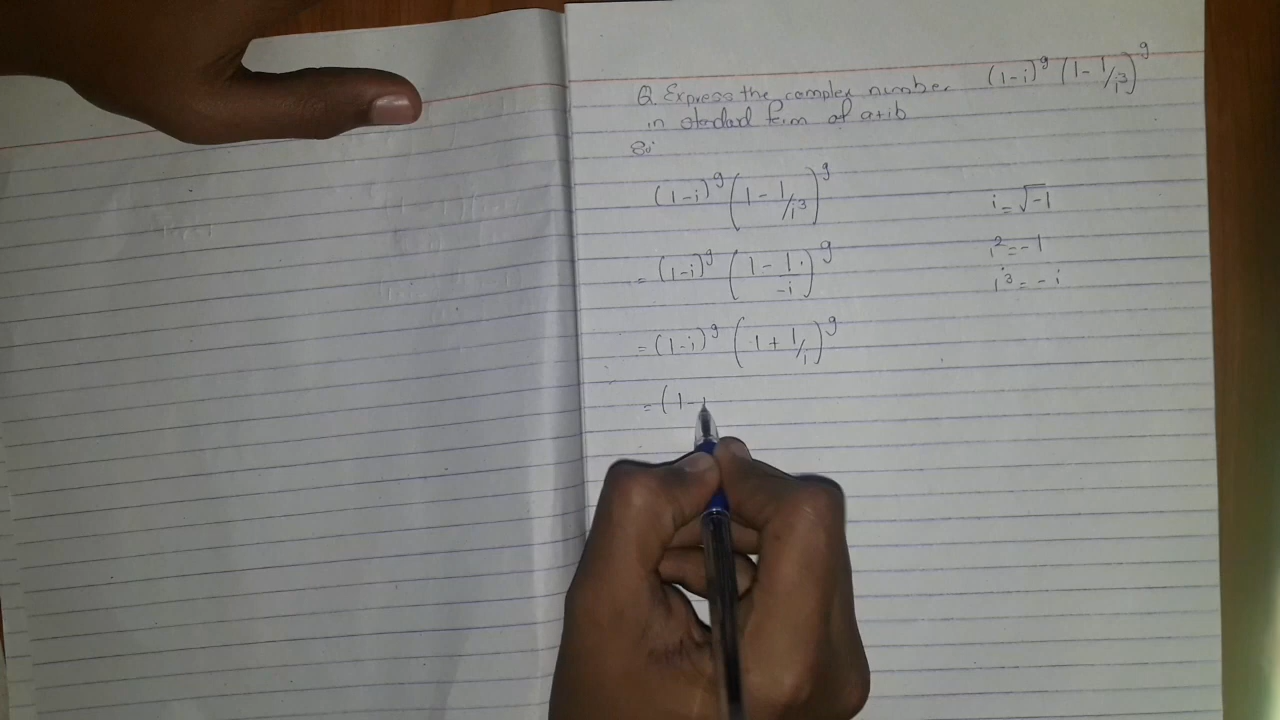 Q. Express the complex number (1-i)^9 (1-1/i^3)^9
in standard form of a+ib
Sol
(1-i)^9 (1-1/i^3)^9
i=√-1
= (1-i)^9 (1-1/-i)^9
i^2=-1
i^3=-i
= (1-i)^9 (1+1/i)^9
= (1-